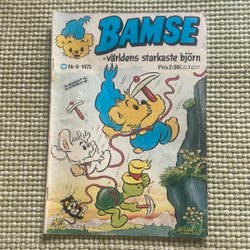 BAMSE
-världens starkaste björn
Nr 9 · 1975
Pris 2:50